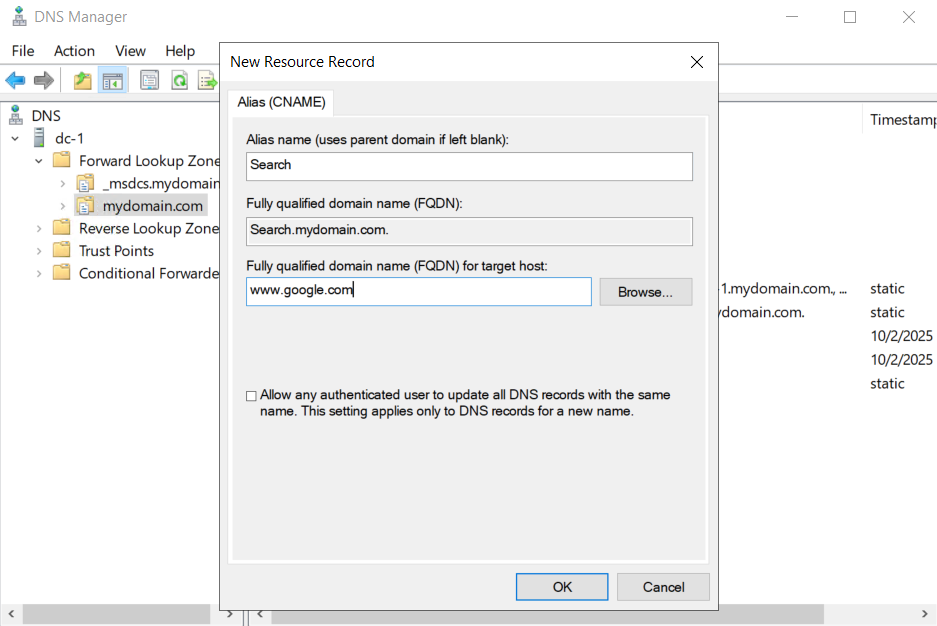 DNS Manager
File Action View Help
New Resource Record
Alias (CNAME)
DNS
dc-1
Forward Lookup Zone
_msdcs.mydomain
mydomain.com
Reverse Lookup Zone
Trust Points
Conditional Forwarde
Alias name (uses parent domain if left blank):
Search
Fully qualified domain name (FQDN):
Search.mydomain.com.
Fully qualified domain name (FQDN) for target host:
www.google.com
Browse...
Allow any authenticated user to update all DNS records with the same
name. This setting applies only to DNS records for a new name.
OK Cancel
Timestamp
-1.mydomain.com., ... static
ydomain.com. static
10/2/2025
10/2/2025
static